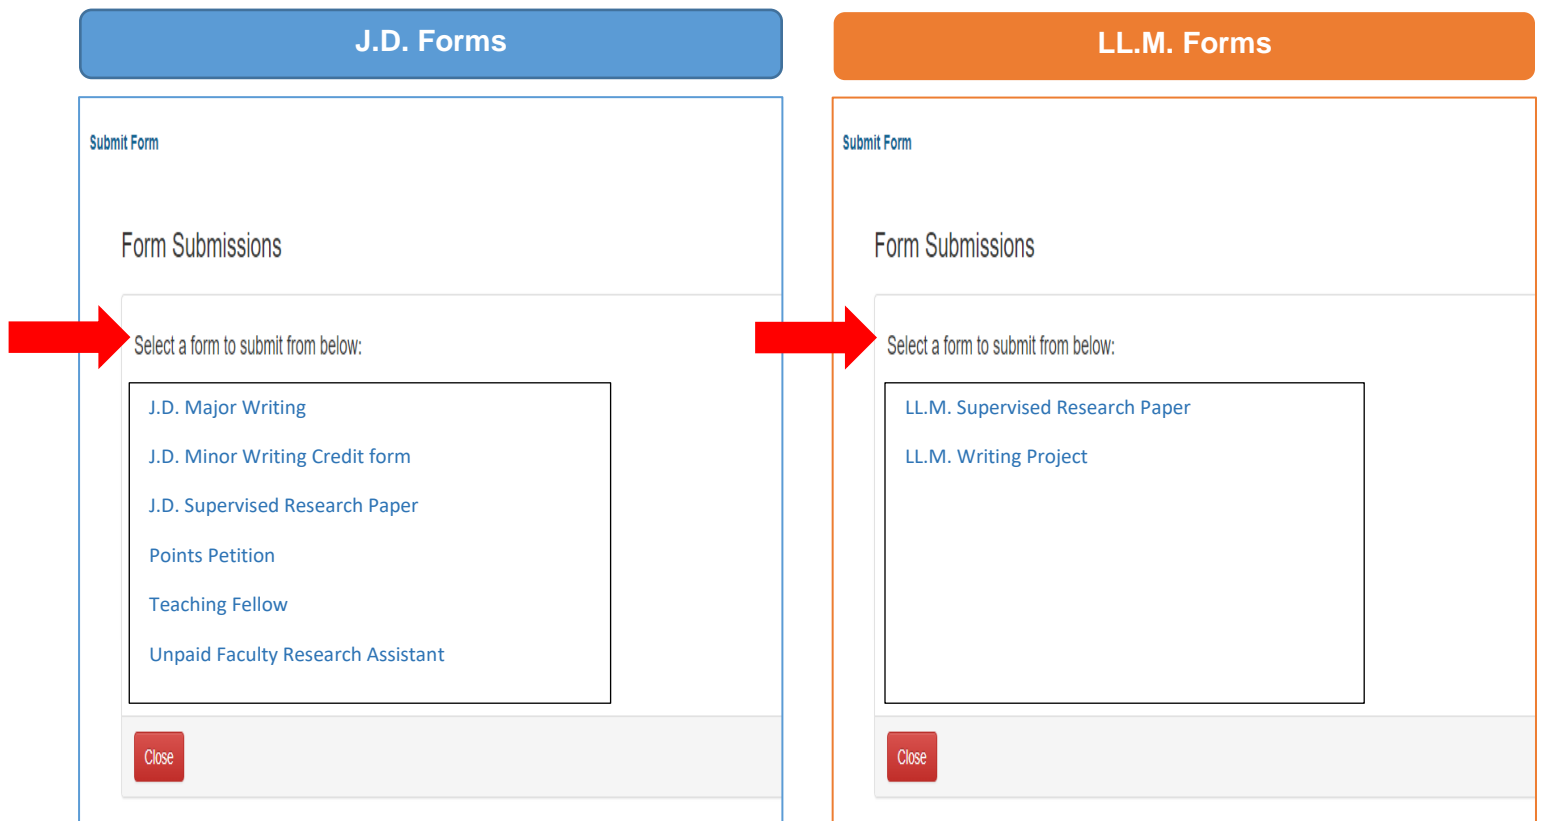 J.D. Forms
Submit Form
Form Submissions
Select a form to submit from below:
J.D. Major Writing
J.D. Minor Writing Credit form
J.D. Supervised Research Paper
Points Petition
Teaching Fellow
Unpaid Faculty Research Assistant
Close
LL.M. Forms
Submit Form
Form Submissions
Select a form to submit from below:
LL.M. Supervised Research Paper
LL.M. Writing Project
Close